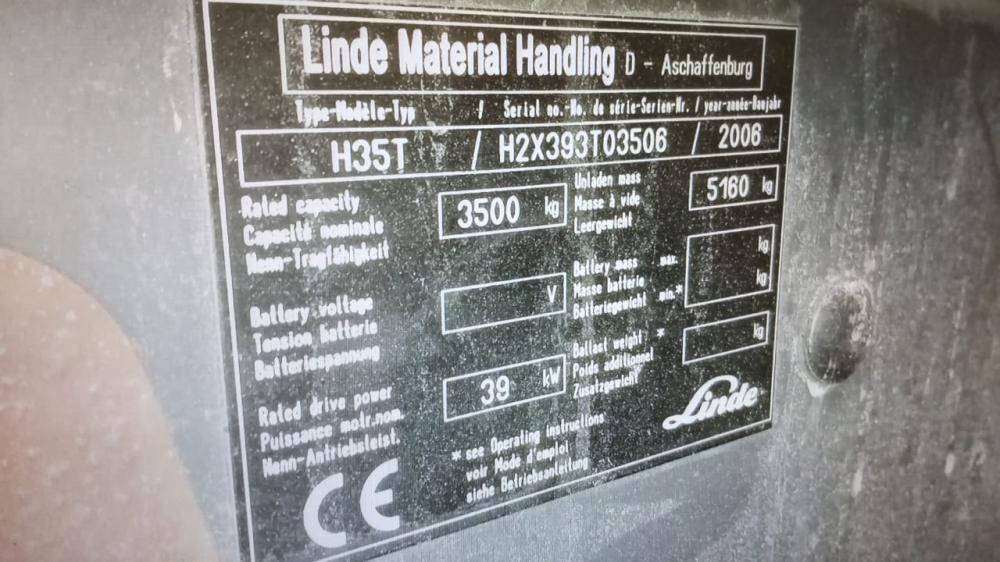 Linde Material Handling D - Aschaffenburg
Type-Modèle-Typ / Serial no.-No. de série-Serien-Nr. / year-année-Baujahr
H35T / H2X393T03506 / 2006
Rated capacity
Capacité nominale
Nenn-Tragfähigkeit
3500 kg
Unladen mass
Masse à vide
Leergewicht
5160 kg
Battery voltage
Tension batterie
Batteriespannung
V
Battery mass max.
Masse batterie
Batteriegewicht min.*
kg
kg
Rated drive power
Puissance motr.nom.
Nenn-Antriebsleist.
39 kW
Ballast weight *
Poids additionnel
Zusatzgewicht
kg
* see Operating instructions
voir Mode d'emploi
siehe Betriebsanleitung
Linde
CE